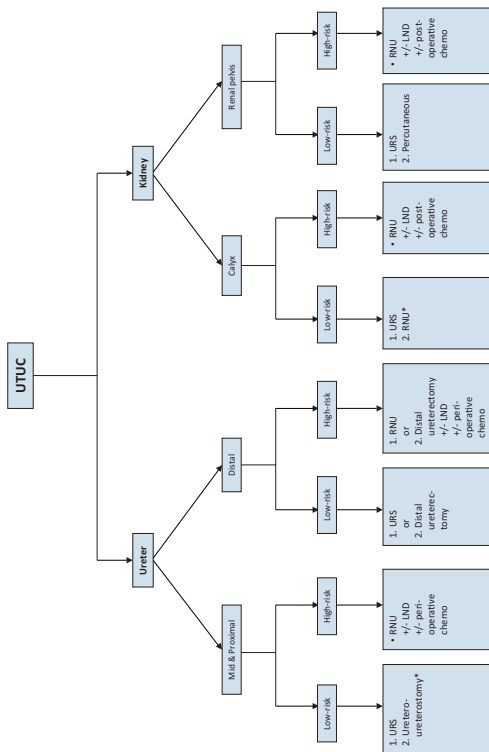 UTUC
Ureter
Kidney
Mid & Proximal
Distal
Calyx
Renal pelvis
Low-risk
High-risk
Low-risk
High-risk
Low-risk
High-risk
Low-risk
High-risk
1. URS
2. Uretero-
ureterostomy*
• RNU
+/- LND
+/- peri-
operative
chemo
1. URS
or
2. Distal
ureterec-
tomy
1. RNU
or
2. Distal
ureterectomy
+/- LND
+/- peri-
operative
chemo
1. URS
2. RNU*
• RNU
+/- LND
+/- post-
operative
chemo
1. URS
2. Percutaneous
• RNU
+/- LND
+/- post-
operative
chemo